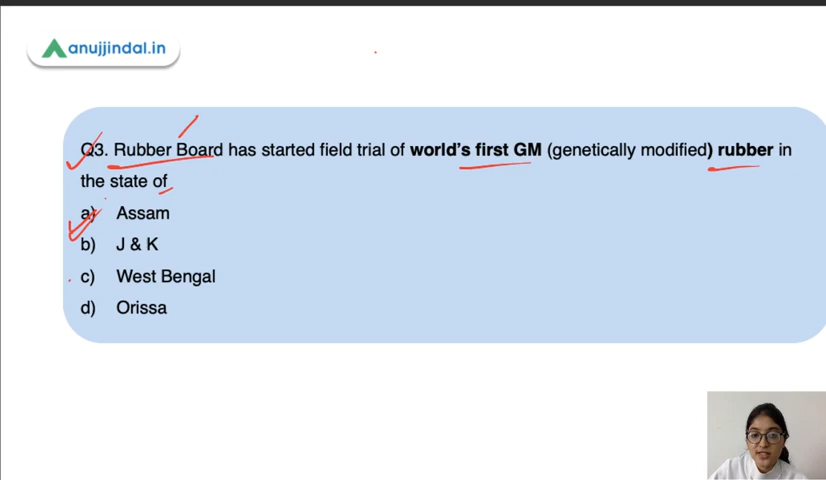 anujjindal.in
Q3. Rubber Board has started field trial of world's first GM (genetically modified) rubber in
the state of
a) Assam
b) J & K
c) West Bengal
d) Orissa